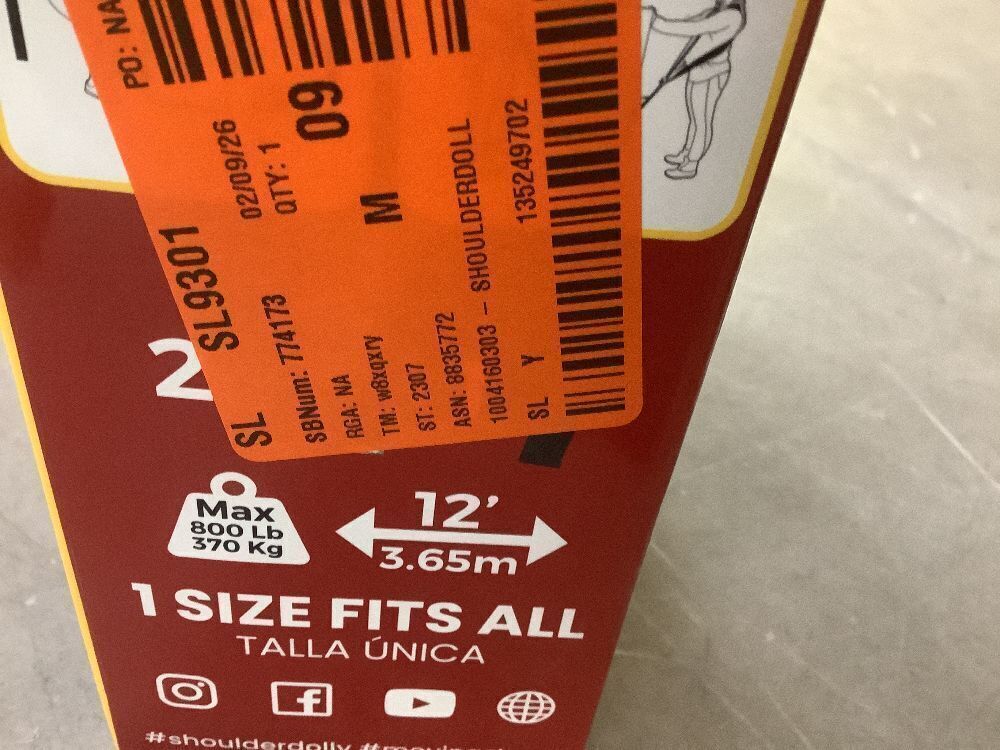 PO: NA
SL9301
02/09/26
SL
QTY: 1
09
SBNum: 774173
RGA: NA
M
TM: w8xqxry
ST: 2307
ASN: 8835772
1004160303 – SHOULDERDOLL
SL Y 135249702
2
Max
800 Lb
370 Kg
12'
3.65m
1 SIZE FITS ALL
TALLA ÚNICA
#shoulderdolly